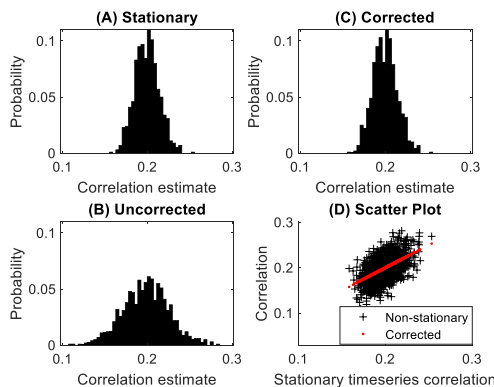 (A) Stationary
0.1
0.05
0
Probability
0.1
0.2
0.3
Correlation estimate
(C) Corrected
0.1
0.05
0
Probability
0.1
0.2
0.3
Correlation estimate
(B) Uncorrected
0.1
0.05
0
Probability
0.1
0.2
0.3
Correlation estimate
(D) Scatter Plot
0.3
0.2
0.1
Correlation
Non-stationary
Corrected
0.1
0.2
0.3
Stationary timeseries correlation